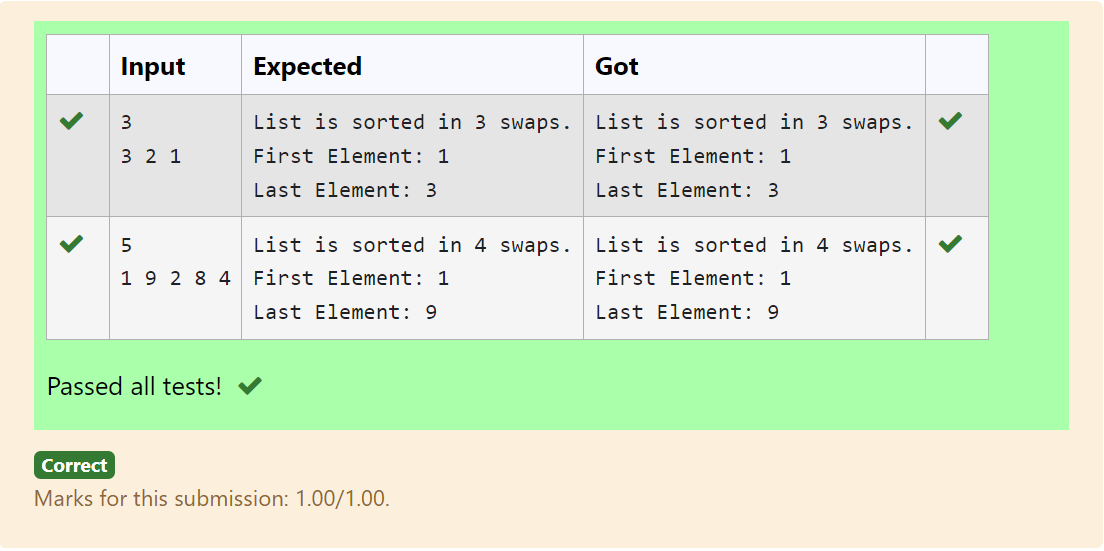 Input Expected Got
3 List is sorted in 3 swaps. List is sorted in 3 swaps.
3 2 1 First Element: 1 First Element: 1
Last Element: 3 Last Element: 3
5 List is sorted in 4 swaps. List is sorted in 4 swaps.
1 9 2 8 4 First Element: 1 First Element: 1
Last Element: 9 Last Element: 9
Passed all tests!
Correct
Marks for this submission: 1.00/1.00.